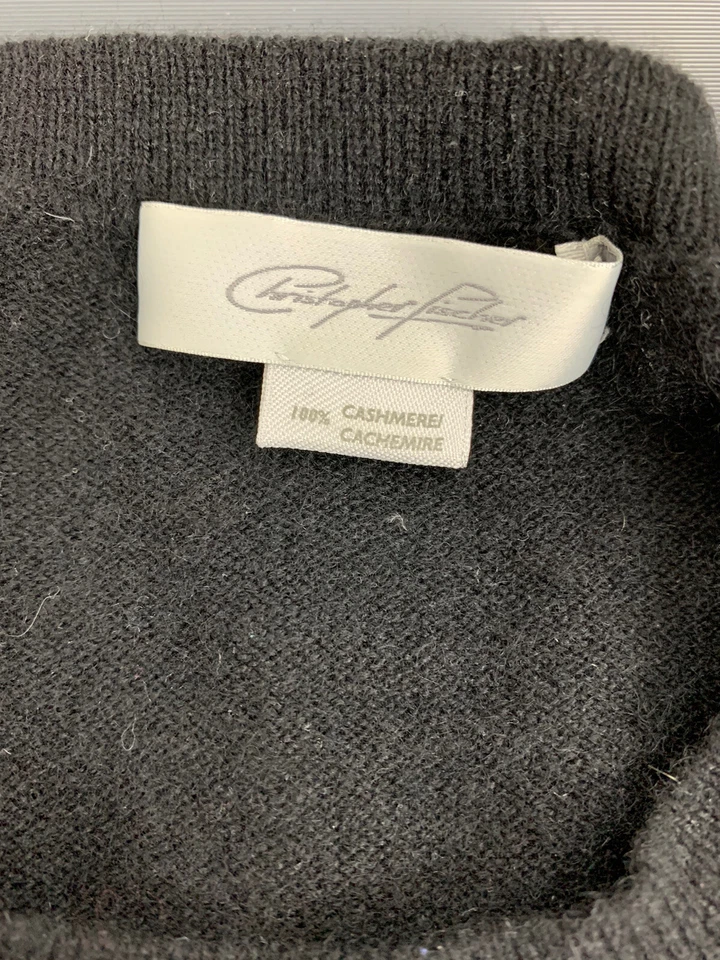 Christopher Fischer
100% CASHMERE/
CACHEMIRE